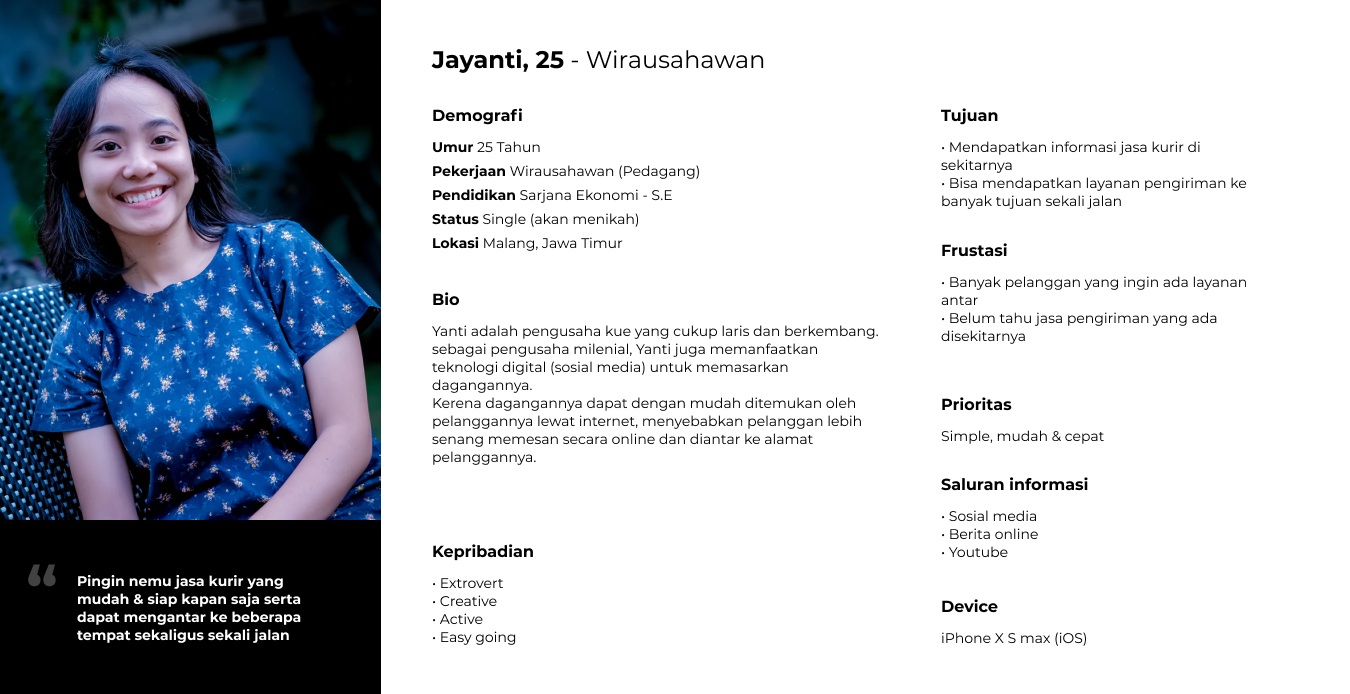 Jayanti, 25 - Wirausahawan
Demografi
Umur 25 Tahun
Pekerjaan Wirausahawan (Pedagang)
Pendidikan Sarjana Ekonomi - S.E
Status Single (akan menikah)
Lokasi Malang, Jawa Timur
Bio
Yanti adalah pengusaha kue yang cukup laris dan berkembang.
sebagai pengusaha milenial, Yanti juga memanfaatkan
teknologi digital (sosial media) untuk memasarkan
dagangannya.
Kerena dagangannya dapat dengan mudah ditemukan oleh
pelanggannya lewat internet, menyebabkan pelanggan lebih
senang memesan secara online dan diantar ke alamat
pelanggannya.
Kepribadian
• Extrovert
• Creative
• Active
• Easy going
Tujuan
• Mendapatkan informasi jasa kurir di
sekitarnya
• Bisa mendapatkan layanan pengiriman ke
banyak tujuan sekali jalan
Frustasi
• Banyak pelanggan yang ingin ada layanan
antar
• Belum tahu jasa pengiriman yang ada
disekitarnya
Prioritas
Simple, mudah & cepat
Saluran informasi
• Sosial media
• Berita online
• Youtube
Device
iPhone X S max (iOS)
“
Pingin nemu jasa kurir yang
mudah & siap kapan saja serta
dapat mengantar ke beberapa
tempat sekaligus sekali jalan